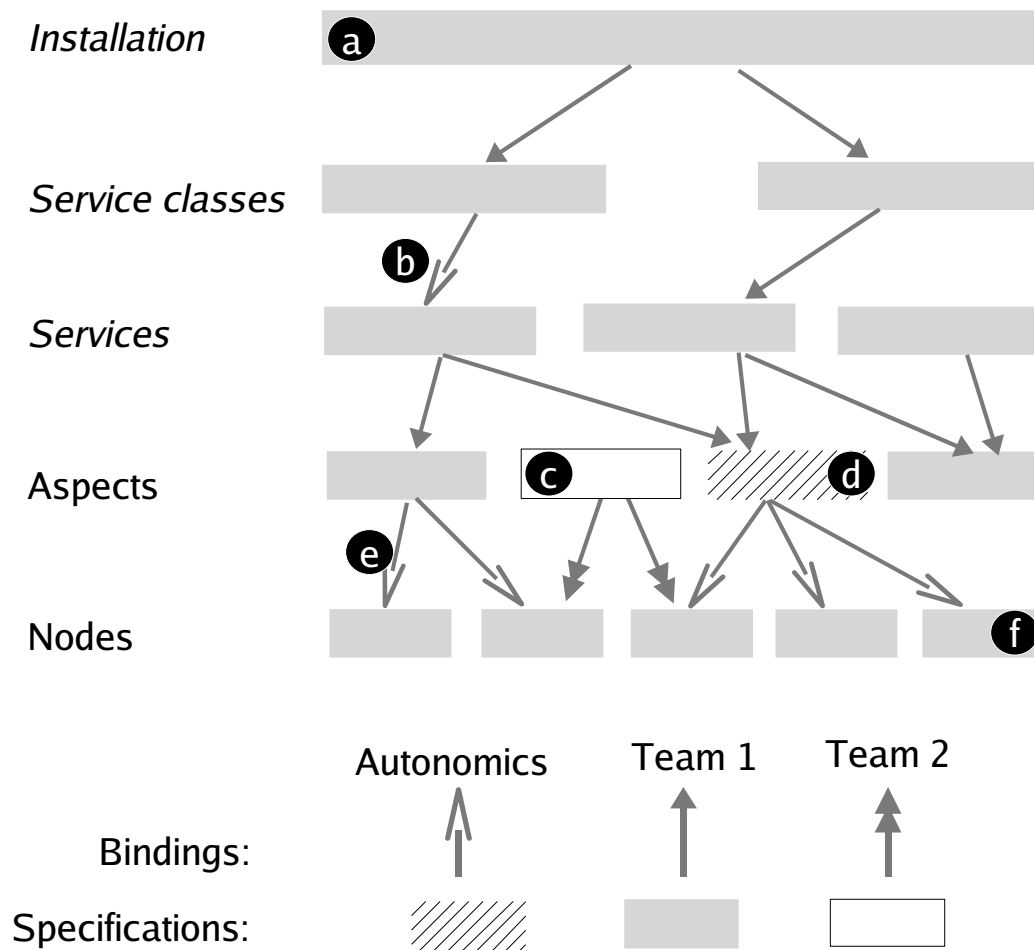 Installation
a
Service classes
b
Services
Aspects
c
d
e
Nodes
f
Autonomics
Team 1
Team 2
Bindings:
Specifications: